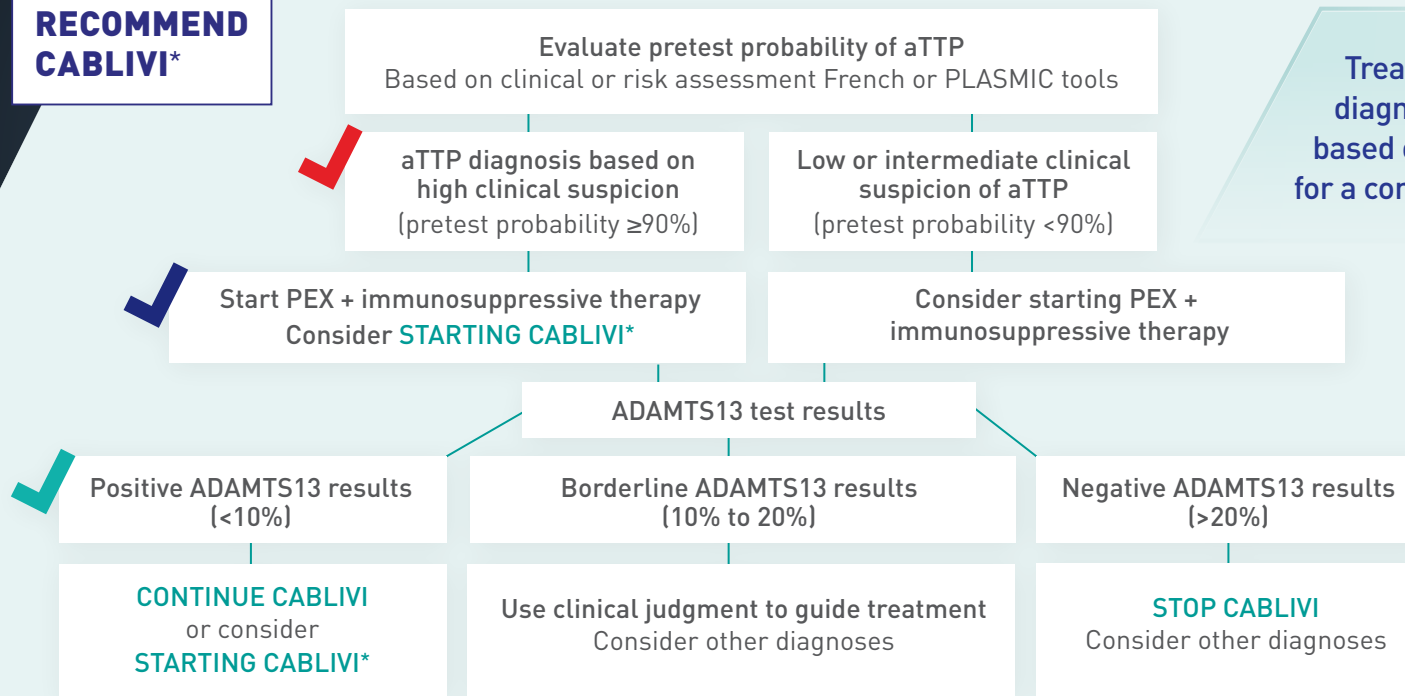 RECOMMEND
CABLIVI*
Evaluate pretest probability of aTTP
Based on clinical or risk assessment French or PLASMIC tools
aTTP diagnosis based on
high clinical suspicion
(pretest probability ≥90%)
Low or intermediate clinical
suspicion of aTTP
(pretest probability <90%)
Start PEX + immunosuppressive therapy
Consider STARTING CABLIVI*
Consider starting PEX +
immunosuppressive therapy
ADAMTS13 test results
Positive ADAMTS13 results
(<10%)
Borderline ADAMTS13 results
(10% to 20%)
Negative ADAMTS13 results
(>20%)
CONTINUE CABLIVI
or consider
STARTING CABLIVI*
Use clinical judgment to guide treatment
Consider other diagnoses
STOP CABLIVI
Consider other diagnoses
based
for a